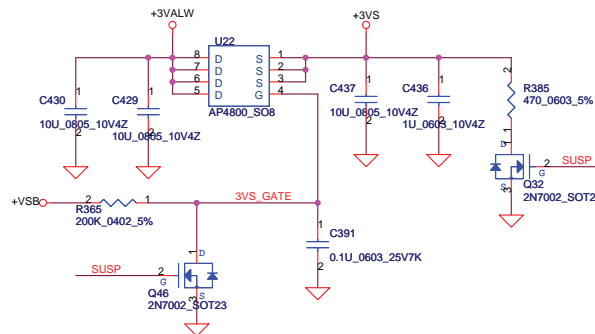 +3VALW
+3VS
U22
8 D S 1
7 D S 2
6 D S 3
5 D G 4
AP4800_SO8
1
C430
2
10U_0805_10V4Z
1
C429
2
10U_0805_10V4Z
1
C437
2
10U_0805_10V4Z
1
C436
2
1U_0603_10V4Z
2
R385
470_0603_5%
1
1
D
2 SUSP
G
S
3
Q32
2N7002_SOT2
+VSB
2 1
R365
200K_0402_5%
3VS_GATE
1
C391
0.1U_0603_25V7K
2
1
D
SUSP
2
G
S
3
Q46
2N7002_SOT23